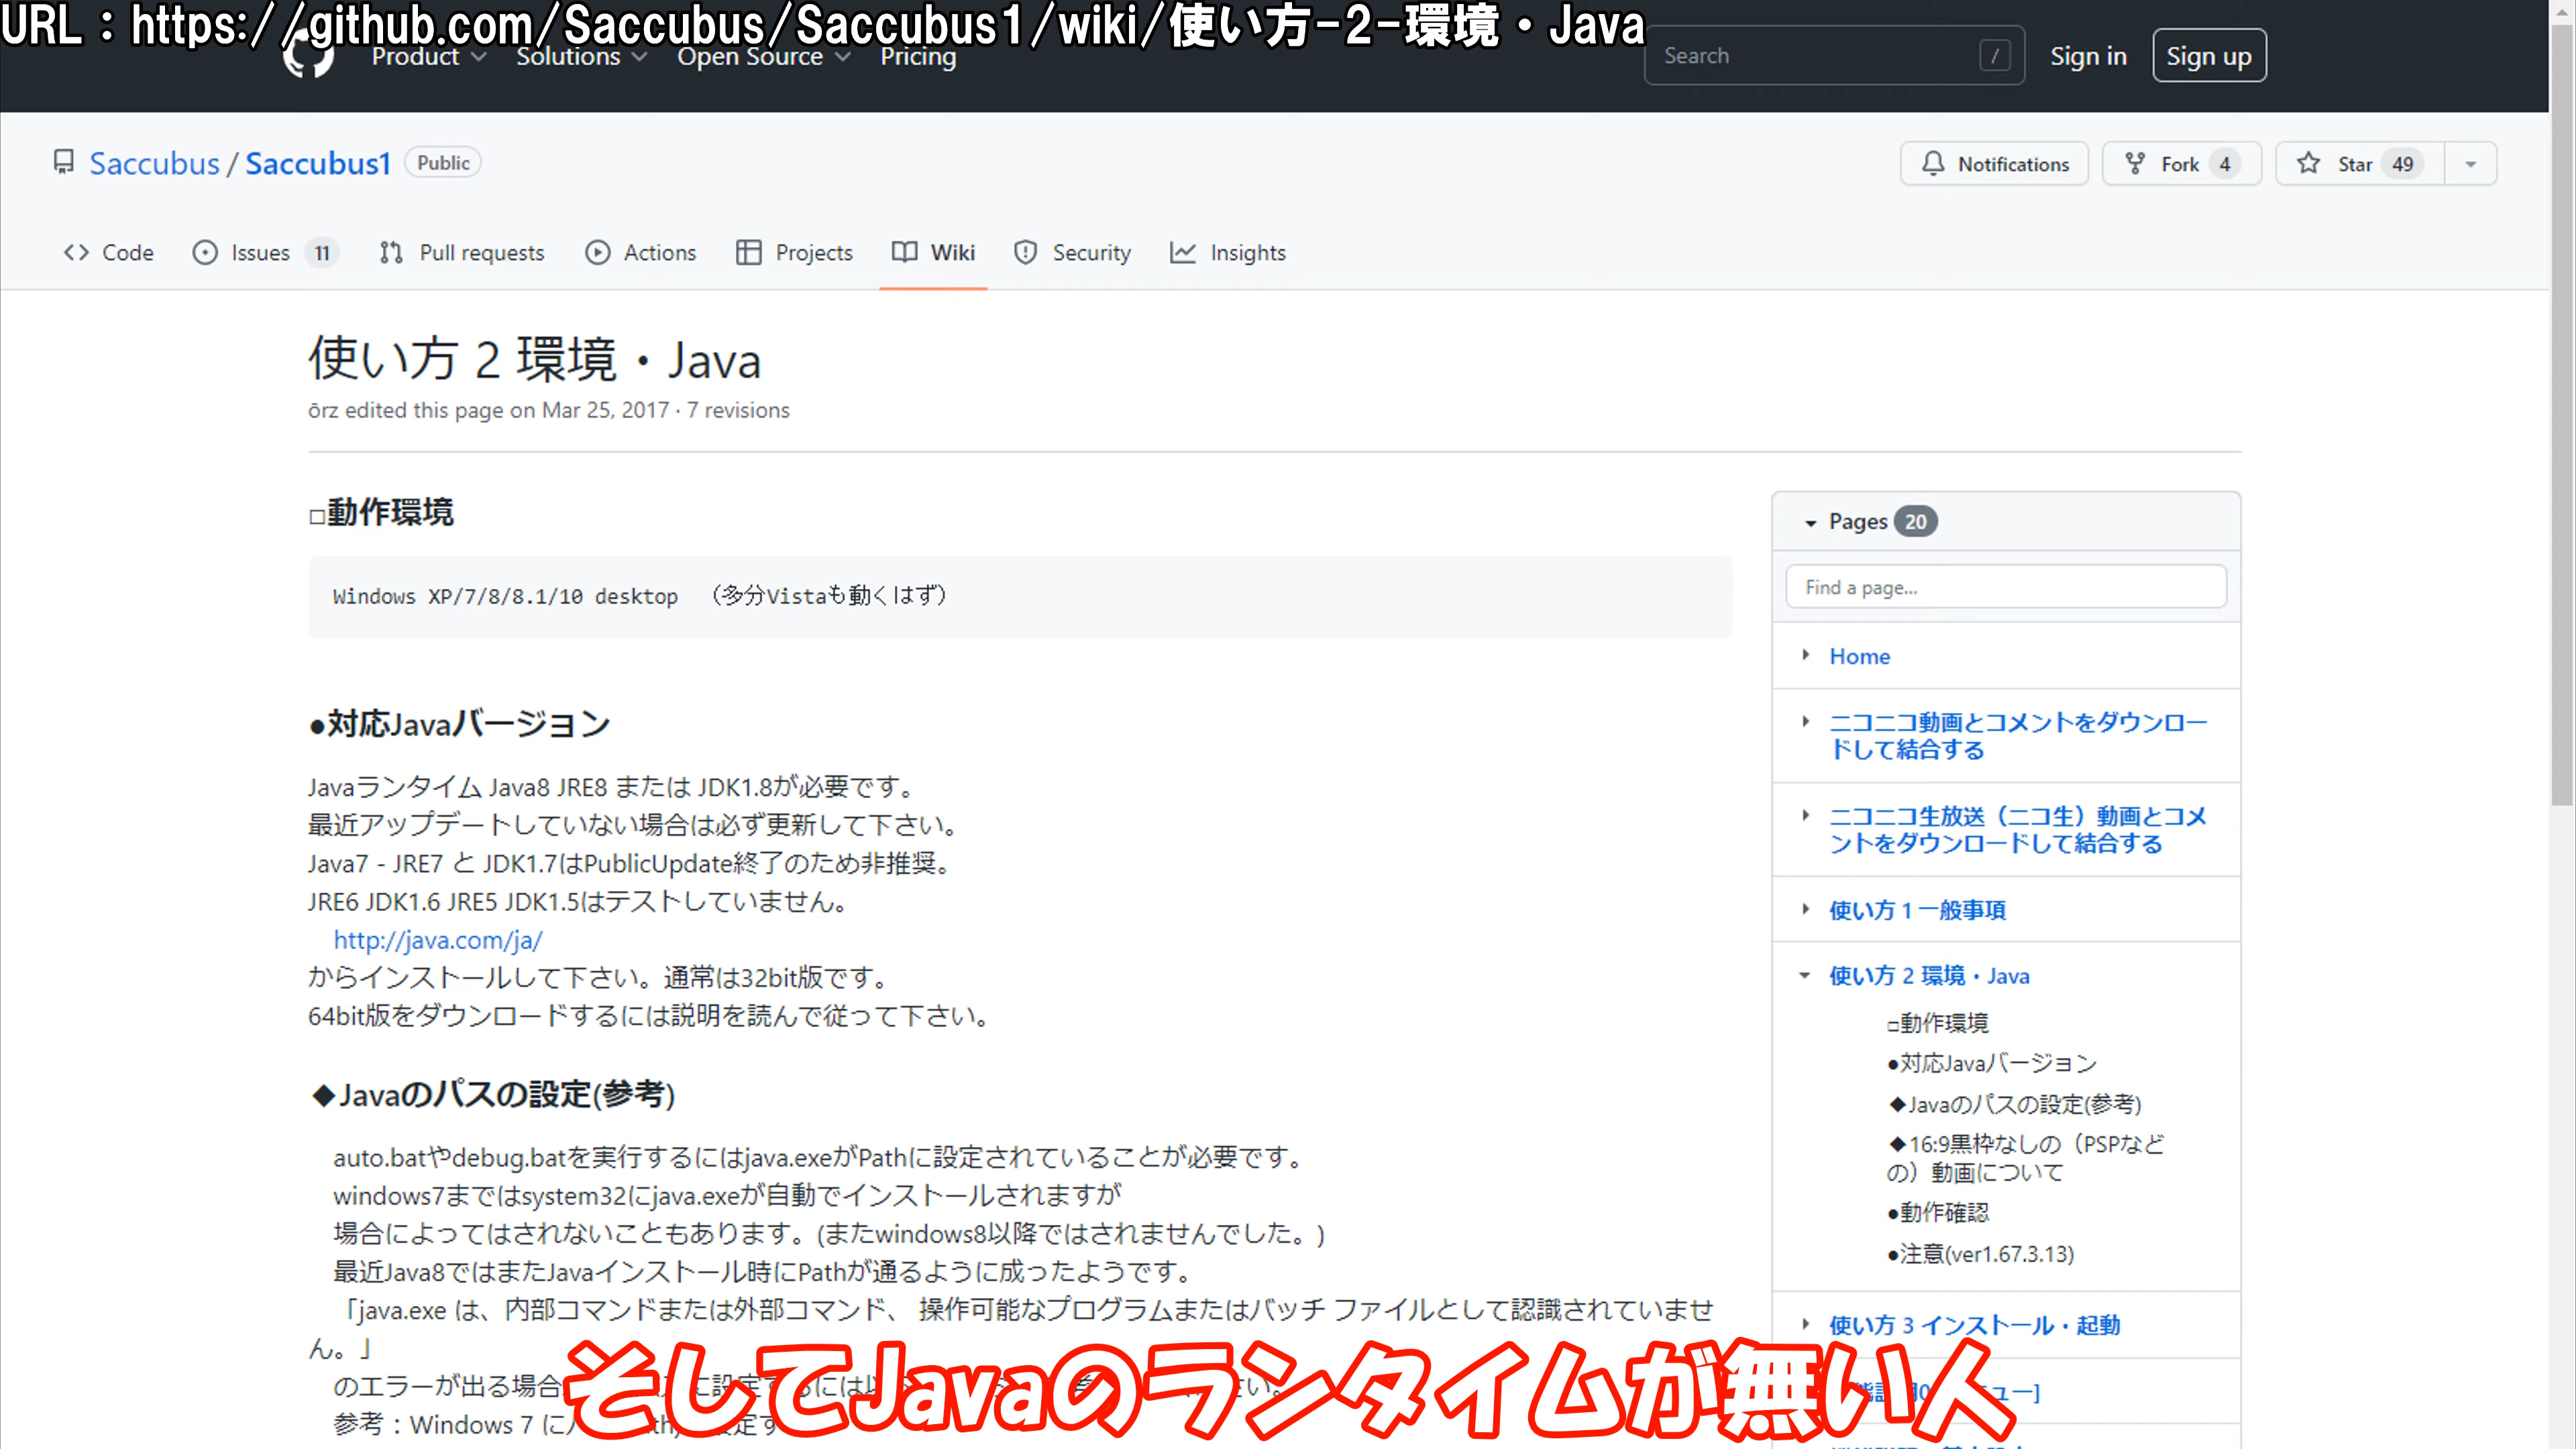 URL：https://github.com/Saccubus/Saccubus1/wiki/使い方-2-環境・Java
Product Solutions Open Source Pricing Search / Sign in Sign up
Saccubus / Saccubus1 Public Notifications Fork 4 Star 49
Code Issues 11 Pull requests Actions Projects Wiki Security Insights
使い方 2 環境・Java
ōrz edited this page on Mar 25, 2017 · 7 revisions
□動作環境
Windows XP/7/8/8.1/10 desktop （多分Vistaも動くはず）
●対応Javaバージョン
Javaランタイム Java8 JRE8 または JDK1.8が必要です。
最近アップデートしていない場合は必ず更新して下さい。
Java7 - JRE7 と JDK1.7はPublicUpdate終了のため非推奨。
JRE6 JDK1.6 JRE5 JDK1.5はテストしていません。
http://java.com/ja/
からインストールして下さい。通常は32bit版です。
64bit版をダウンロードするには説明を読んで従って下さい。
◆Javaのパスの設定(参考)
auto.batやdebug.batを実行するにはjava.exeがPathに設定されていることが必要です。
windows7まではsystem32にjava.exeが自動でインストールされますが
場合によってはされないこともあります。(またwindows8以降ではされませんでした。)
最近Java8ではまたJavaインストール時にPathが通るように成ったようです。
「java.exe は、内部コマンドまたは外部コマンド、 操作可能なプログラムまたはバッチ ファイルとして認識されていませ
ん。」
のエラーが出る場合
参考：Windows 7 に
Pages 20
Find a page...
Home
ニコニコ動画とコメントをダウンロー
ドして結合する
ニコニコ生放送（ニコ生）動画とコメ
ントをダウンロードして結合する
使い方 1 一般事項
使い方 2 環境・Java
□動作環境
●対応Javaバージョン
◆Javaのパスの設定(参考)
◆16:9黒枠なしの（PSPなど
の）動画について
●動作確認
●注意(ver1.67.3.13)
使い方 3 インストール・起動
そしてJavaのランタイムが無い人